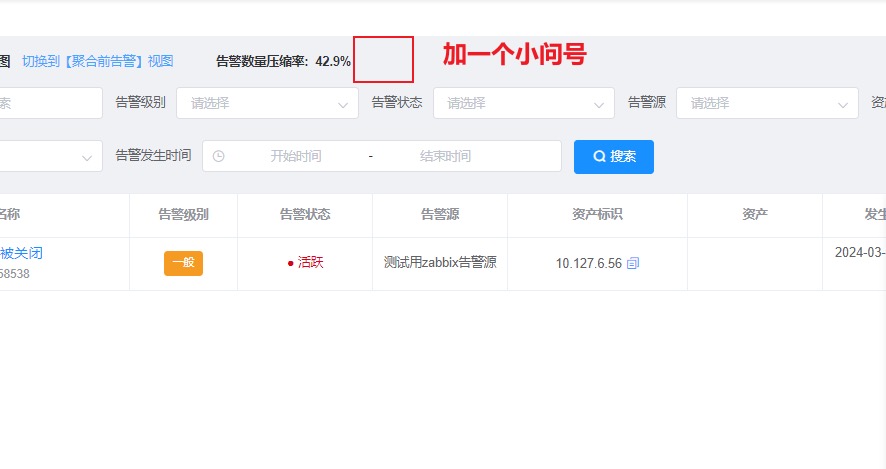 图 切换到【聚合前告警】视图 告警数量压缩率: 42.9% 加一个小问号
索 告警级别 请选择 告警状态 请选择 告警源 请选择 资产
告警发生时间 开始时间 - 结束时间 搜索
名称 告警级别 告警状态 告警源 资产标识 资产 发生
被关闭 一般 活跃 测试用zabbix告警源 10.127.6.56 2024-03-
58538